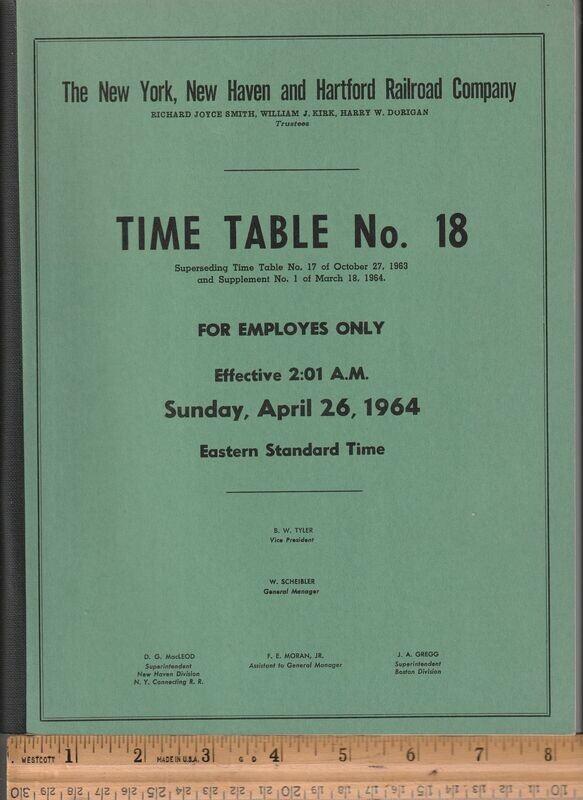 The New York, New Haven and Hartford Railroad Company
RICHARD JOYCE SMITH, WILLIAM J. KIRK, HARRY W. DORIGAN
Trustees
TIME TABLE No. 18
Superseding Time Table No. 17 of October 27, 1963
and Supplement No. 1 of March 18, 1964.
FOR EMPLOYES ONLY
Effective 2:01 A.M.
Sunday, April 26, 1964
Eastern Standard Time
B. W. TYLER
Vice President
W. SCHEIBLER
General Manager
D. G. MacLEOD
Superintendent
New Haven Division
N. Y. Connecting R. R.
F. E. MORAN, JR.
Assistant to General Manager
J. A. GREGG
Superintendent
Boston Division
WESTCOTT 1 2 MADE IN U.S.A. 3 4 5 6 7 8